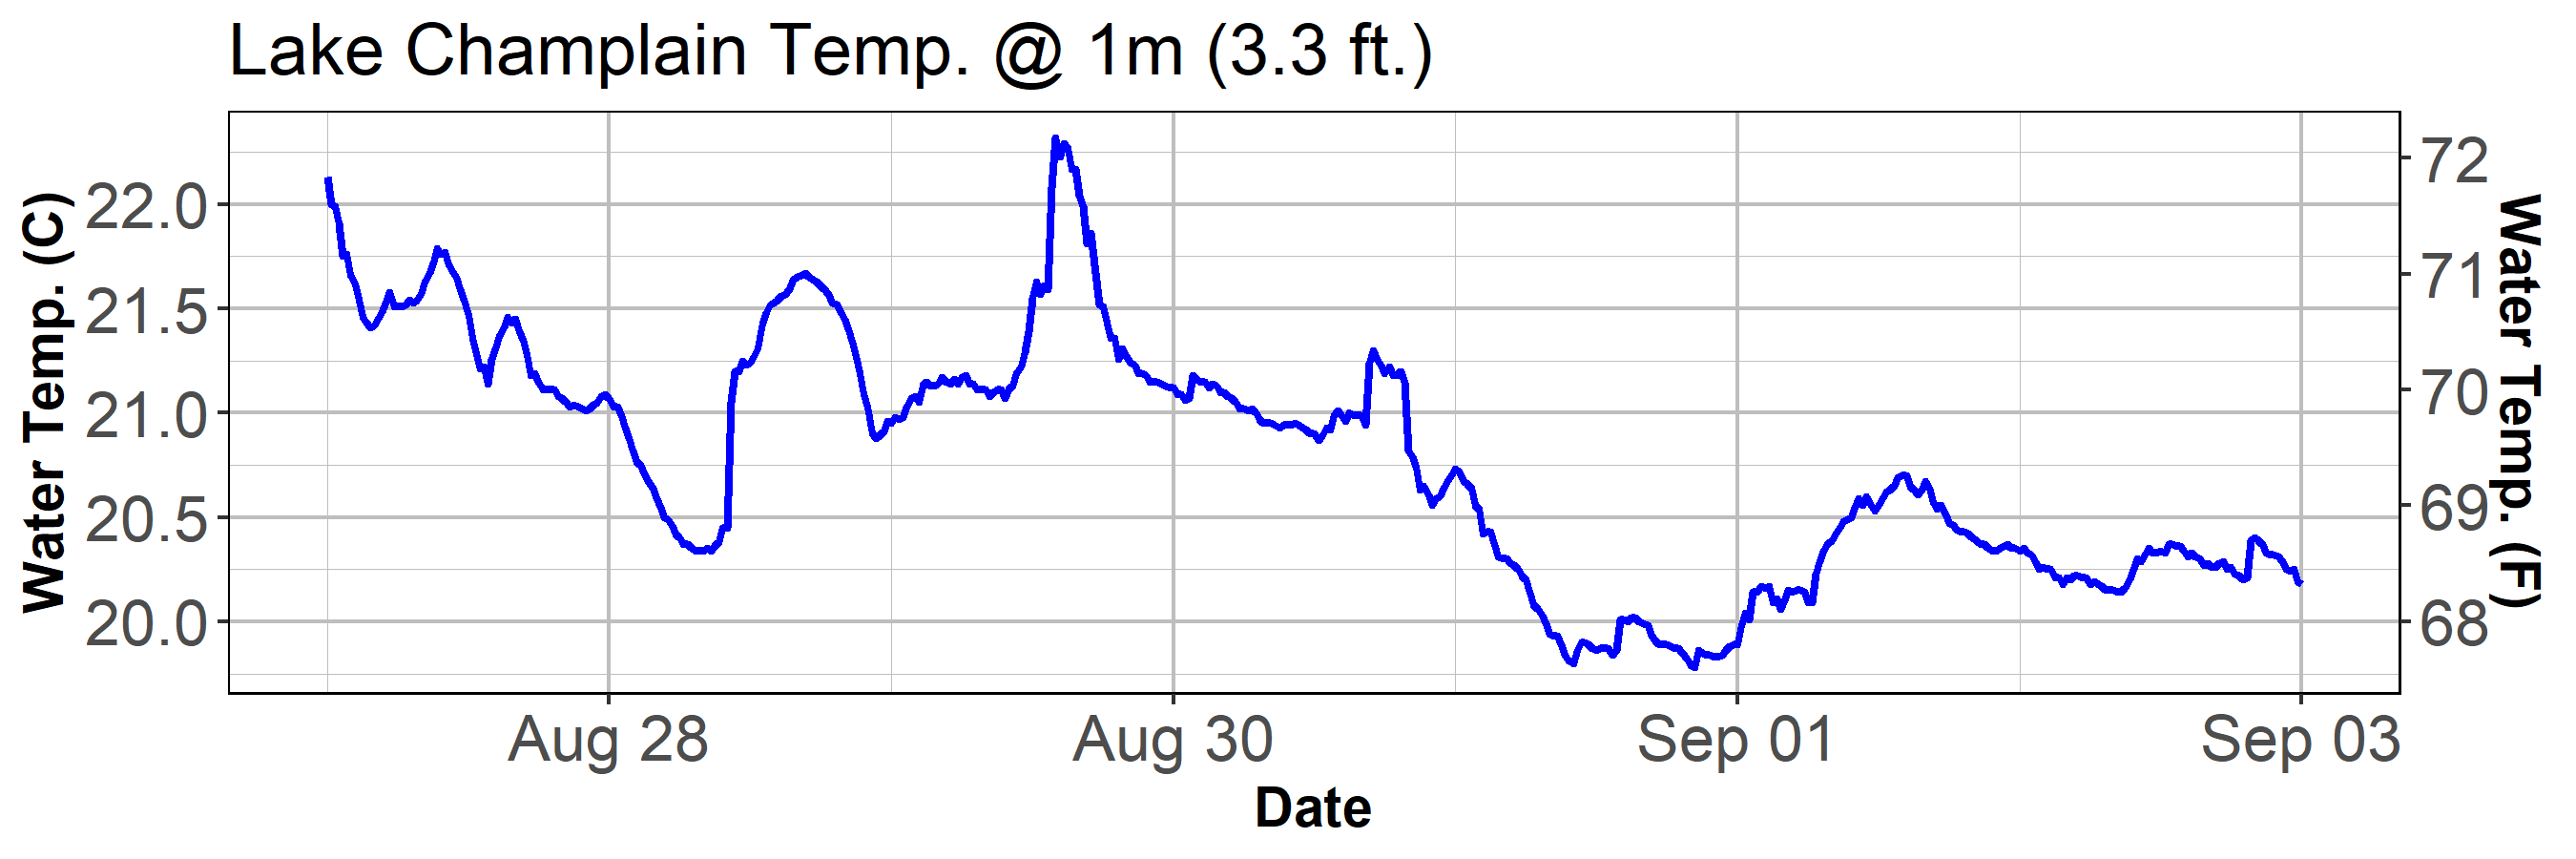 Lake Champlain Temp. @ 1m (3.3 ft.)
Water Temp. (C)
22.0
21.5
21.0
20.5
20.0
72
71
70
69
68
Water Temp. (F)
Aug 28
Aug 30
Sep 01
Sep 03
Date